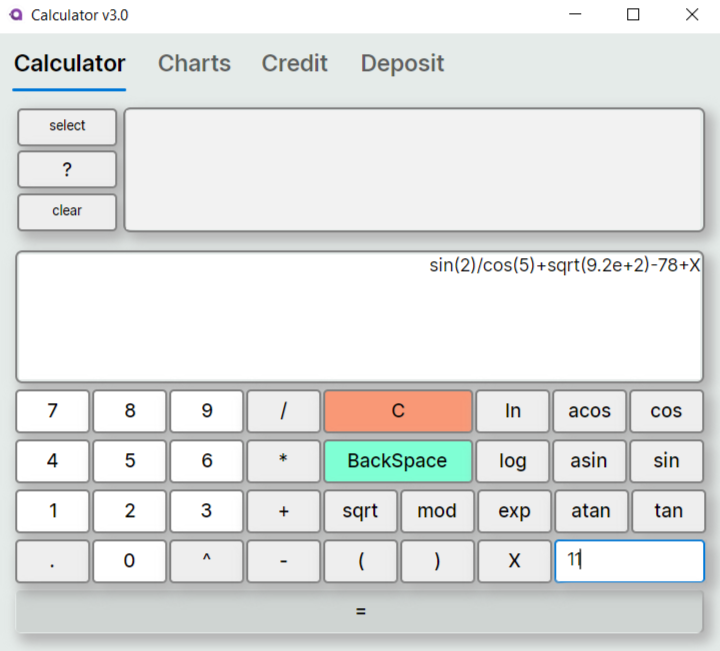 Calculator v3.0
Calculator Charts Credit Deposit
select
?
clear
sin(2)/cos(5)+sqrt(9.2e+2)-78+X
7 8 9 / C ln acos cos
4 5 6 * BackSpace log asin sin
1 2 3 + sqrt mod exp atan tan
. 0 ^ - ( ) X 11
=